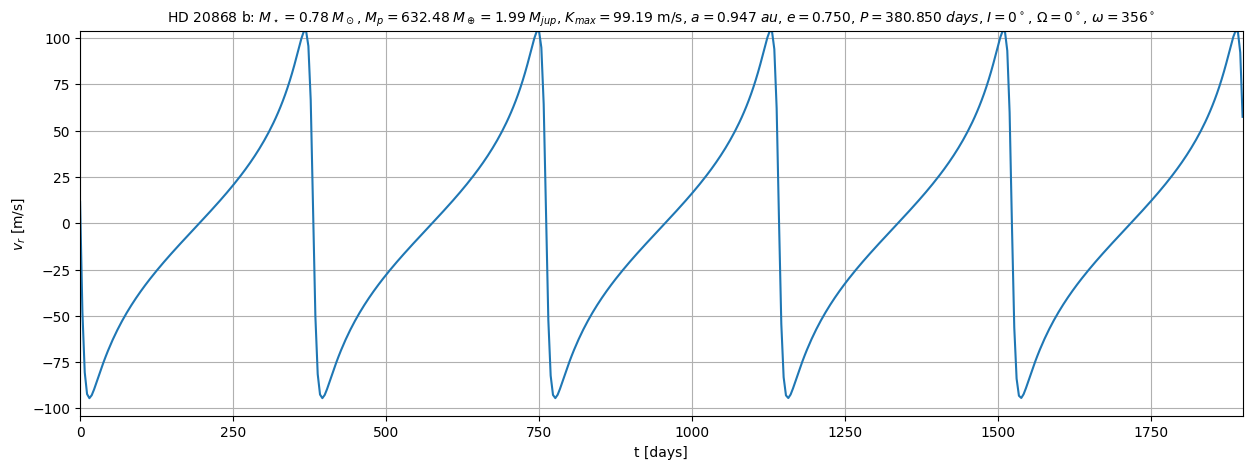 HD 20868 b: M⋆ = 0.78 M⊙, Mp = 632.48 M⊕ = 1.99 Mjup, Kmax = 99.19 m/s, a = 0.947 au, e = 0.750, P = 380.850 days, I = 0°, Ω = 0°, ω = 356°
100
75
50
25
0
−25
−50
−75
−100
vr [m/s]
0 250 500 750 1000 1250 1500 1750
t [days]